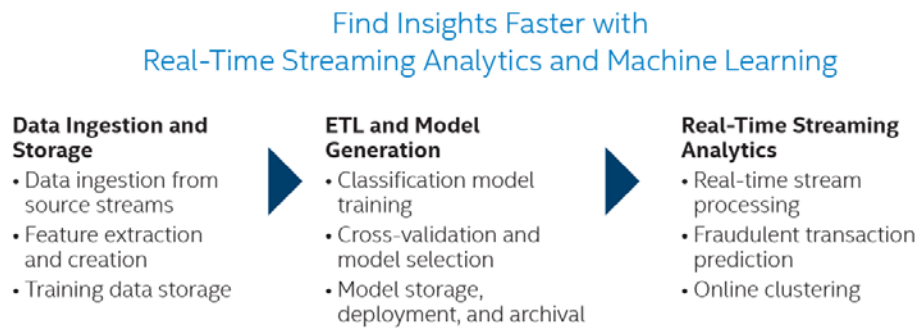 Find Insights Faster with
Real-Time Streaming Analytics and Machine Learning
Data Ingestion and
Storage
• Data ingestion from
source streams
• Feature extraction
and creation
• Training data storage
ETL and Model
Generation
• Classification model
training
• Cross-validation and
model selection
• Model storage,
deployment, and archival
Real-Time Streaming
Analytics
• Real-time stream
processing
• Fraudulent transaction
prediction
• Online clustering